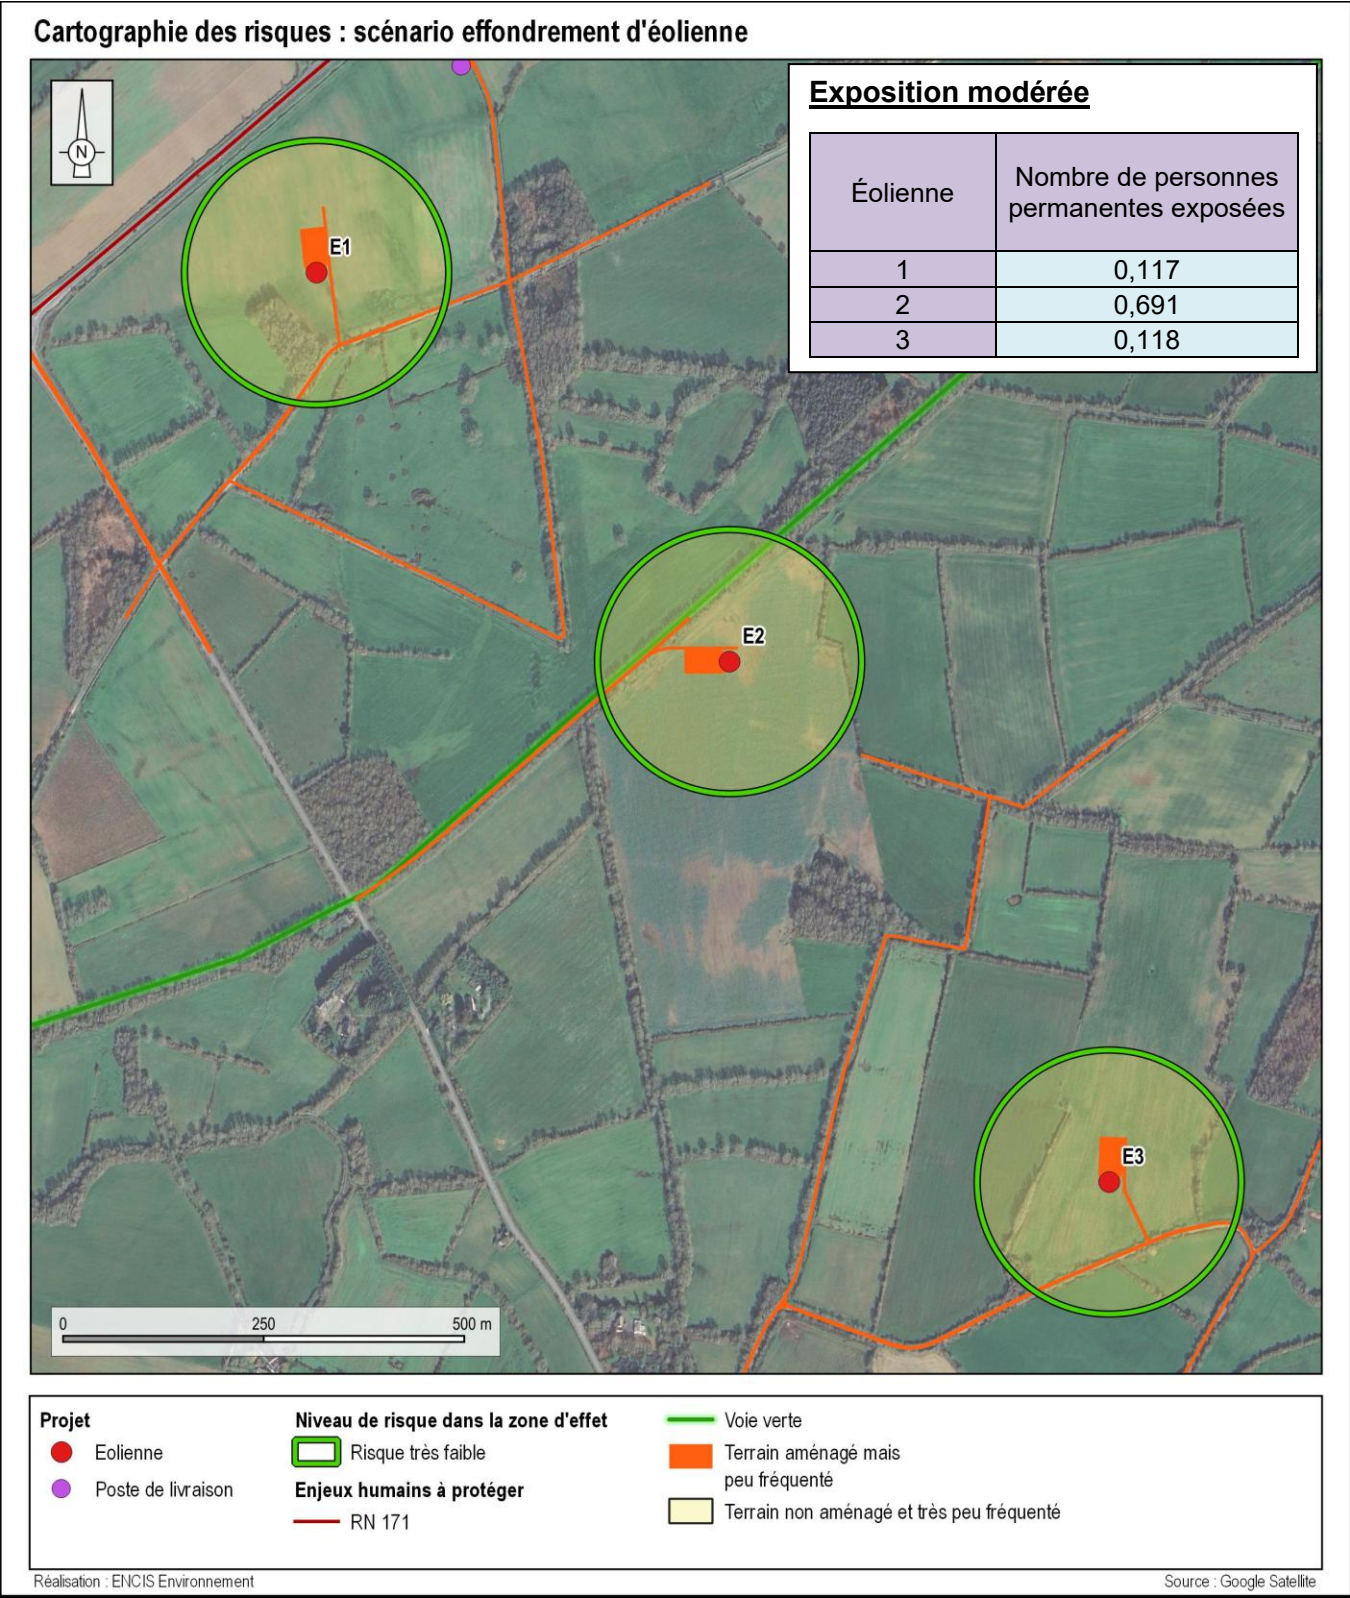 Cartographie des risques : scénario effondrement d'éolienne
N
Exposition modérée
Éolienne
Nombre de personnes
permanentes exposées
1 0,117
2 0,691
3 0,118
E1
E2
E3
0 250 500 m
Projet
Eolienne
Poste de livraison
Niveau de risque dans la zone d'effet
Risque très faible
Enjeux humains à protéger
RN 171
Voie verte
Terrain aménagé mais
peu fréquenté
Terrain non aménagé et très peu fréquenté
Réalisation : ENCIS Environnement
Source : Google Satellite